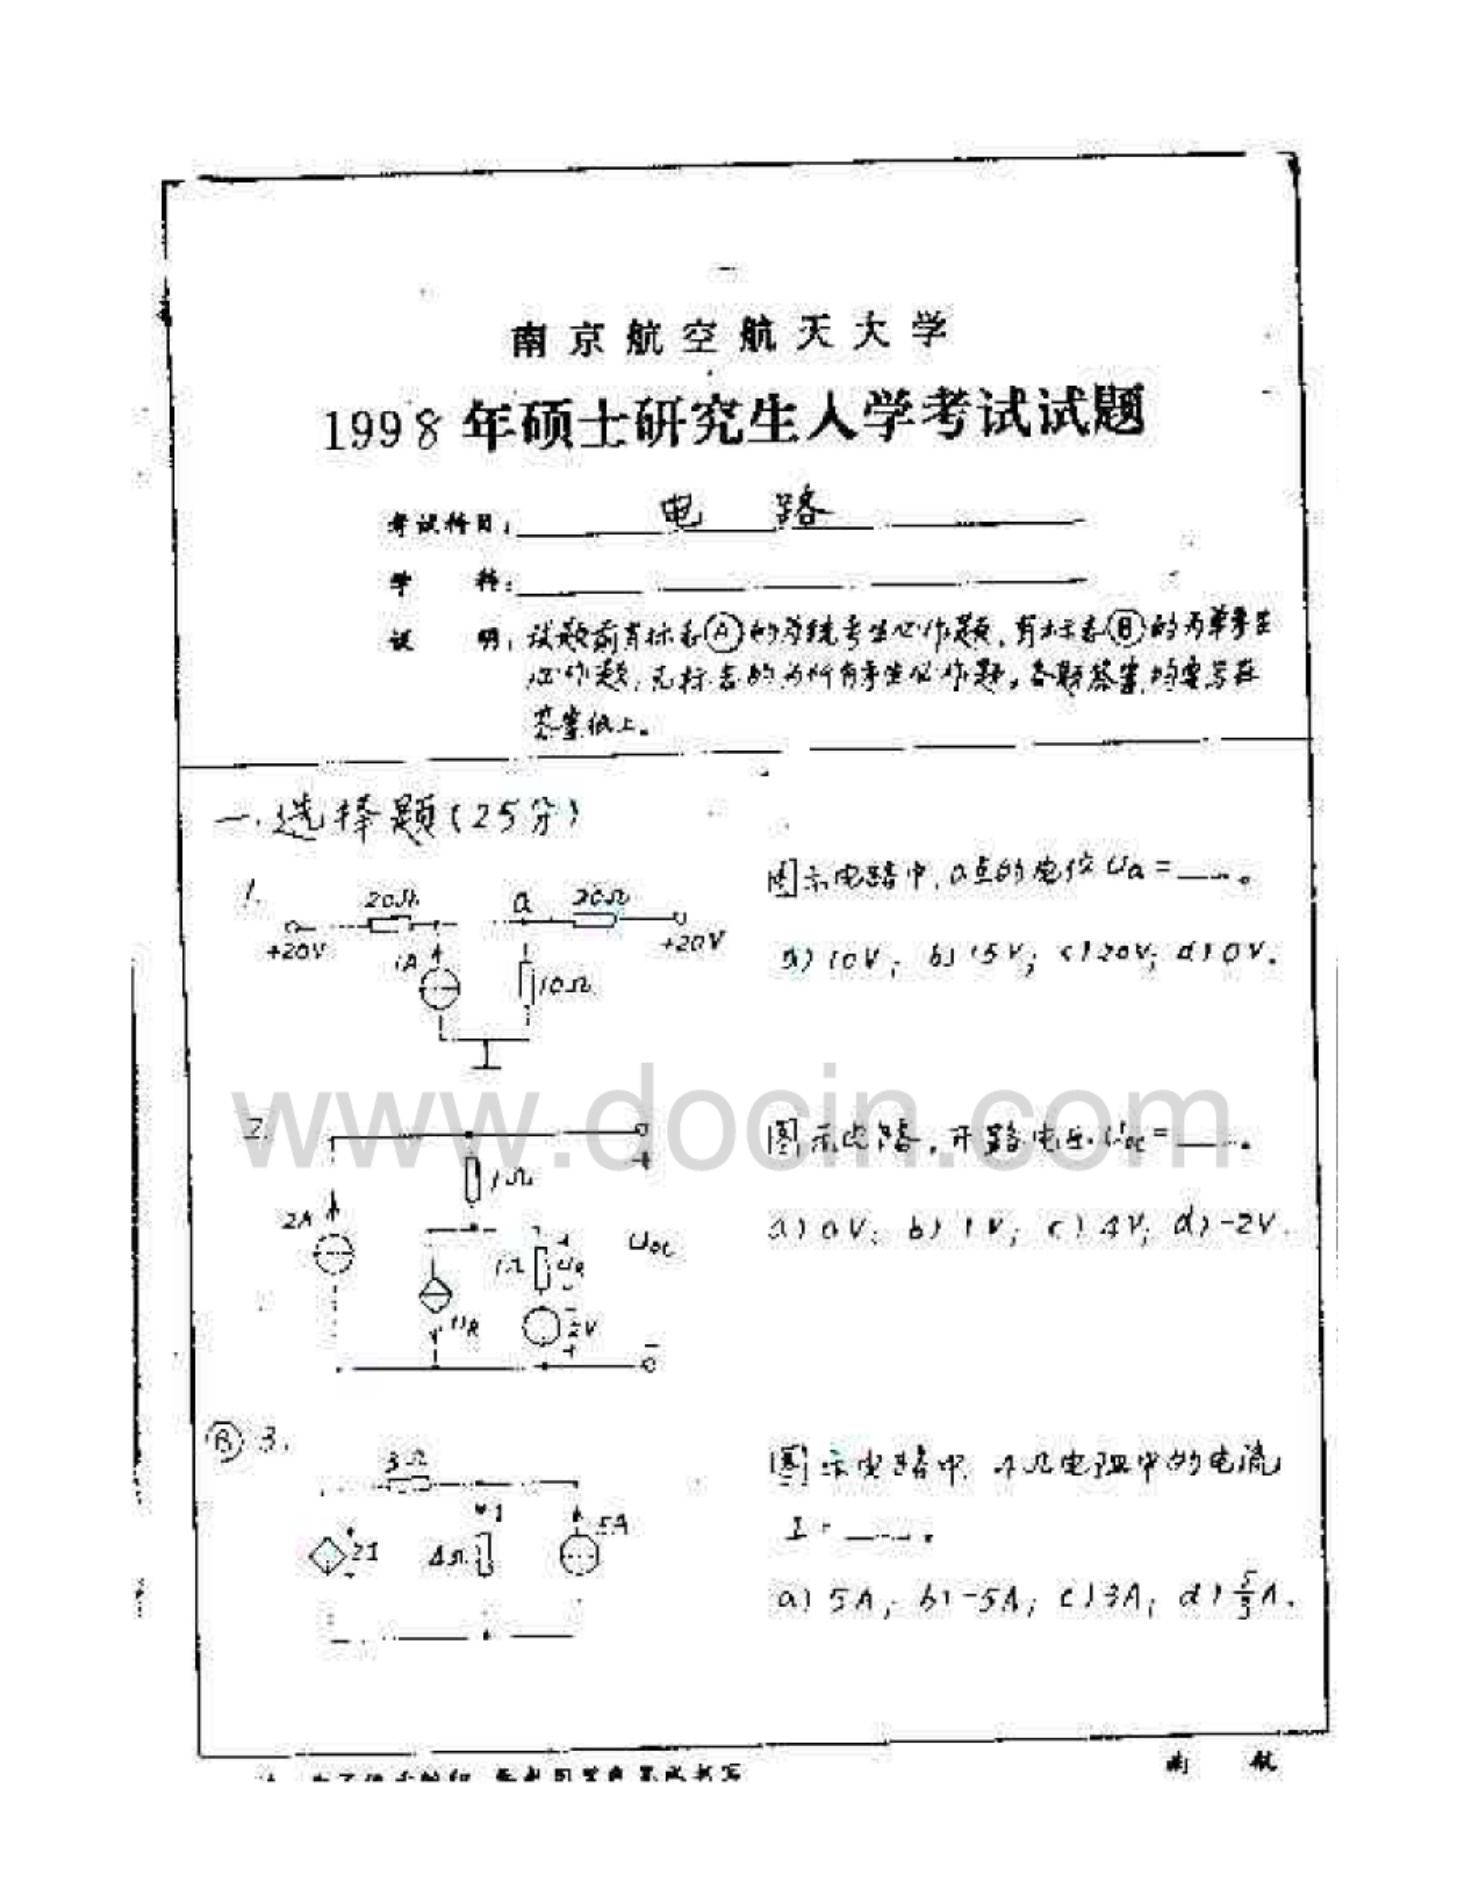 南京航空航天大学
1998年硕士研究生入学考试试题
考试科目: 电 路
学 科:
说 明: 试题前有标志Ⓐ的为统考生必作题,有标志Ⓑ的为单考生
必作题,无标志的为所有考生必作题。各题答案均要写在
答案纸上。
一.选择题(25分)
1.
20Ω
a
20Ω
+20V
+20V
1A
10Ω
图示电路中,a点的电位Ua=___。
a) 10V; b) 15V; c) 20V; d) 0V.
www.docin.com
2.
1Ω
+
2A
1Ω
+
UR
-
Uoc
UR
-
2V
+
-
图示电路,开路电压Uoc=___。
a) 0V; b) 1V; c) 4V; d) -2V.
Ⓑ 3.
3Ω
I
5A
2I
4Ω
图示电路中,4Ω电阻中的电流
I=___。
a) 5A; b) -5A; c) 3A; d) 5/3 A.
南 航